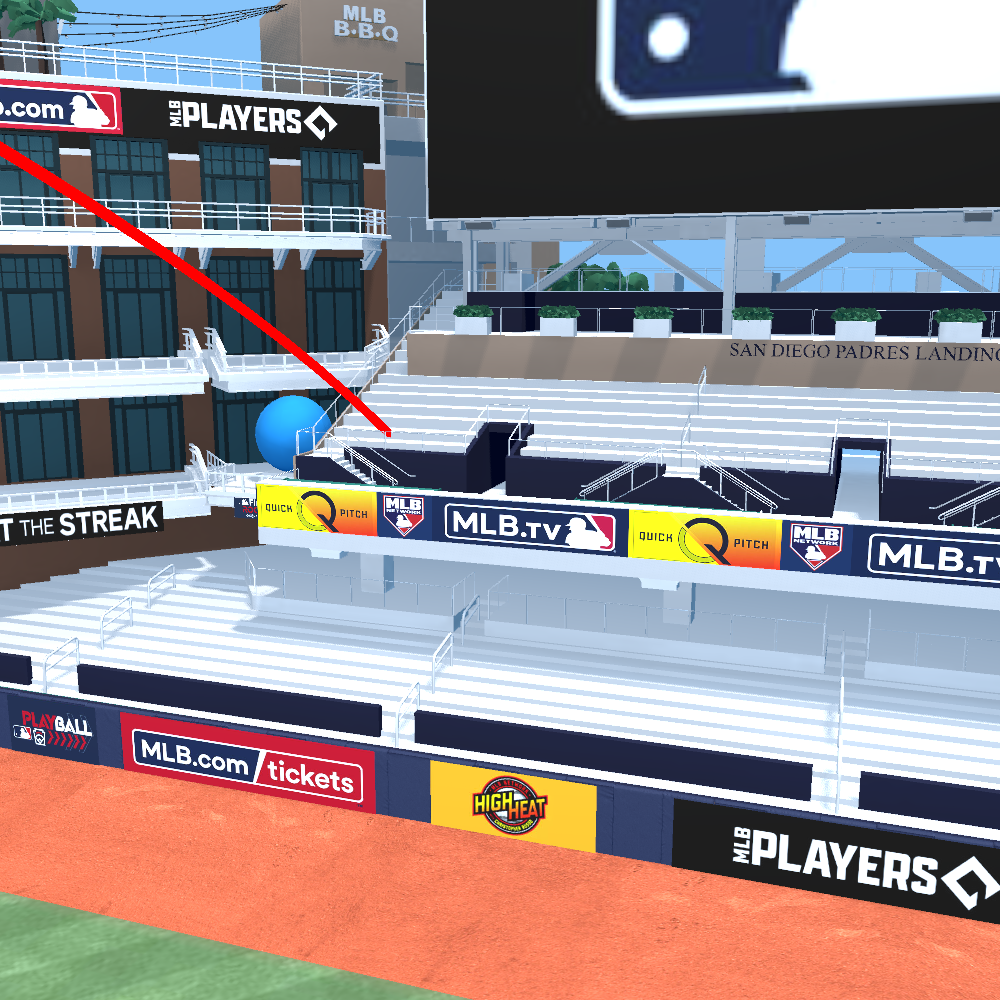 MLB
B·B·Q
b.com
MLB PLAYERS
SAN DIEGO PADRES LANDING
T THE STREAK
QUICK Q PITCH
MLB
NETWORK
MLB.TV
QUICK Q PITCH
MLB
NETWORK
MLB.TV
PLAY BALL
MLB.com/tickets
HIGH HEAT
MLB PLAYERS